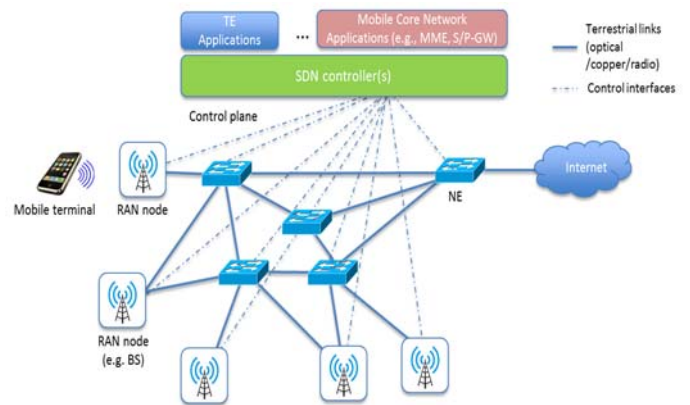 TE
Applications
...
Mobile Core Network
Applications (e.g., MME, S/P-GW)
Terrestrial links
(optical
/copper/radio)
Control interfaces
SDN controller(s)
Control plane
Mobile terminal
RAN node
NE
Internet
RAN node
(e.g. BS)